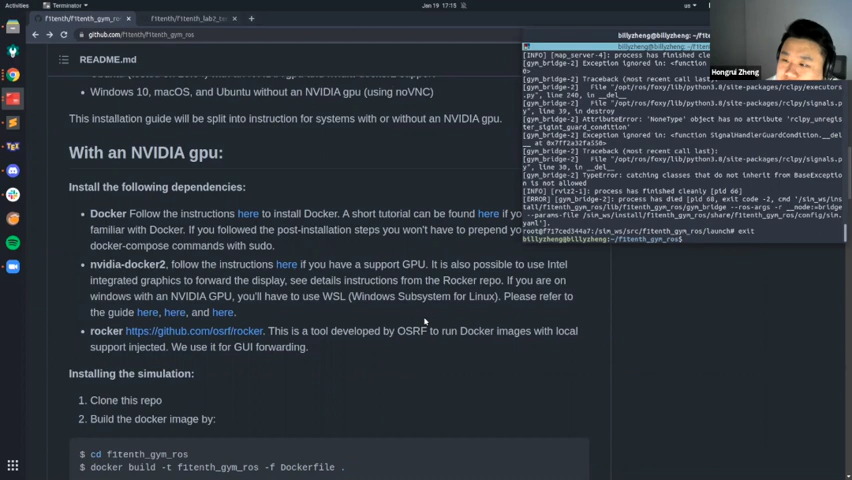 Activities
Terminator
Jan 19 17:15
us
f1tenth/f1tenth_gym_ros
f1tenth/f1tenth_lab2_t
github.com/f1tenth/f1tenth_gym_ros
README.md
Windows 10, macOS, and Ubuntu without an NVIDIA gpu (using noVNC)
This installation guide will be split into instruction for systems with or without an NVIDIA gpu.
With an NVIDIA gpu:
Install the following dependencies:
Docker Follow the instructions here to install Docker. A short tutorial can be found here if yo
familiar with Docker. If you followed the post-installation steps you won't have to prepend yo
docker-compose commands with sudo.
nvidia-docker2, follow the instructions here if you have a support GPU. It is also possible to use Intel
integrated graphics to forward the display, see details instructions from the Rocker repo. If you are on
windows with an NVIDIA GPU, you'll have to use WSL (Windows Subsystem for Linux). Please refer to
the guide here, here, and here.
rocker https://github.com/osrf/rocker. This is a tool developed by OSRF to run Docker images with local
support injected. We use it for GUI forwarding.
Installing the simulation:
1. Clone this repo
2. Build the docker image by:
$ cd f1tenth_gym_ros
$ docker build -t f1tenth_gym_ros -f Dockerfile .
billyzheng@billyzheng: ~/f1
billyzheng@billyzheng: ~/f1
[INFO] [map_server-4]: process has finished cle
[gym_bridge-2] Exception ignored in: <function
0>
[gym_bridge-2] Traceback (most recent call last
[gym_bridge-2]   File "/opt/ros/foxy/lib/python3.8/site-packages/rclpy/executors
.py", line 240, in __del__
[gym_bridge-2]   File "/opt/ros/foxy/lib/python3.8/site-packages/rclpy/signals.p
y", line 39, in destroy
[gym_bridge-2] AttributeError: 'NoneType' object has no attribute 'rclpy_unregis
ter_sigint_guard_condition'
[gym_bridge-2] Exception ignored in: <function SignalHandlerGuardCondition.__del
__ at 0x7ff2a32fa550>
[gym_bridge-2] Traceback (most recent call last):
[gym_bridge-2]   File "/opt/ros/foxy/lib/python3.8/site-packages/rclpy/signals.p
y", line 30, in __del__
[gym_bridge-2] TypeError: catching classes that do not inherit from BaseExceptio
n is not allowed
[INFO] [rviz2-1]: process has finished cleanly [pid 66]
[ERROR] [gym_bridge-2]: process has died [pid 68, exit code -2, cmd '/sim_ws/ins
tall/f1tenth_gym_ros/lib/f1tenth_gym_ros/gym_bridge --ros-args -r __node:=bridge
--params-file /sim_ws/install/f1tenth_gym_ros/share/f1tenth_gym_ros/config/sim.
yaml'].
root@f717ced344a7:/sim_ws/src/f1tenth_gym_ros/launch# exit
billyzheng@billyzheng:~/f1tenth_gym_ros$
Hongrui Zheng